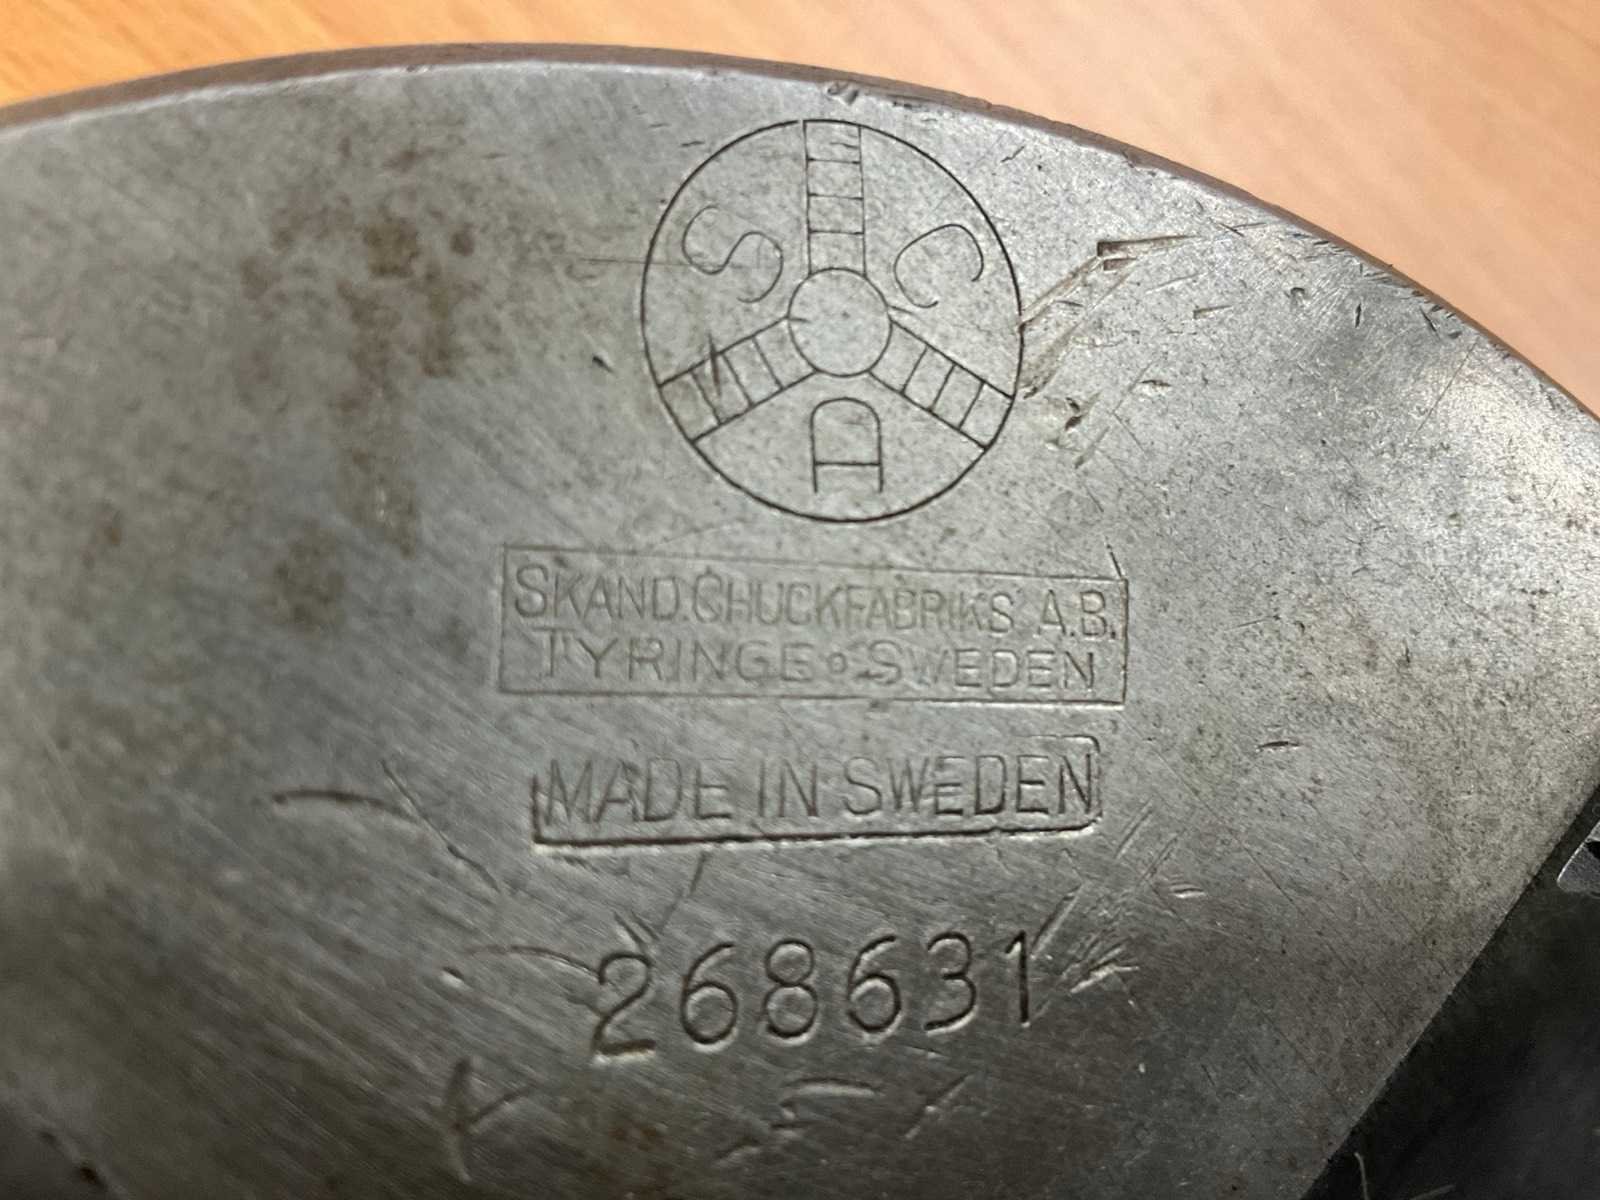 S C
D
SKAND. CHUCKFABRIKS A.B.
TYRINGE o SWEDEN
MADE IN SWEDEN
268631